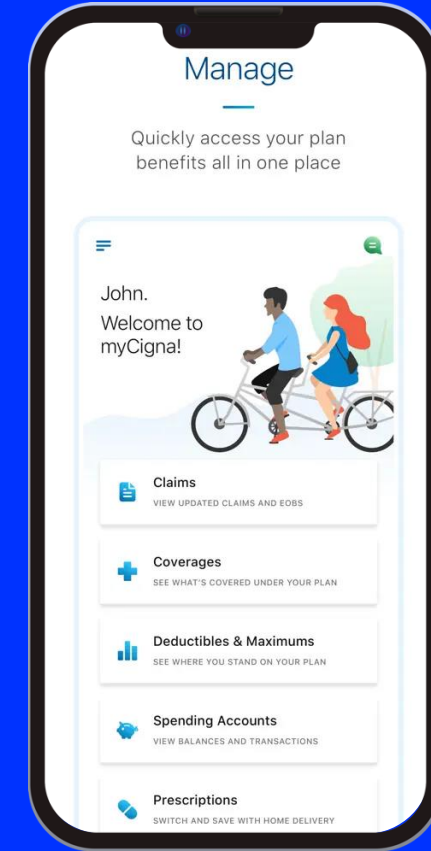 Manage
Quickly access your plan
benefits all in one place
John.
Welcome to
myCigna!
Claims
VIEW UPDATED CLAIMS AND EOBS
Coverages
SEE WHAT'S COVERED UNDER YOUR PLAN
Deductibles & Maximums
SEE WHERE YOU STAND ON YOUR PLAN
Spending Accounts
VIEW BALANCES AND TRANSACTIONS
Prescriptions
SWITCH AND SAVE WITH HOME DELIVERY